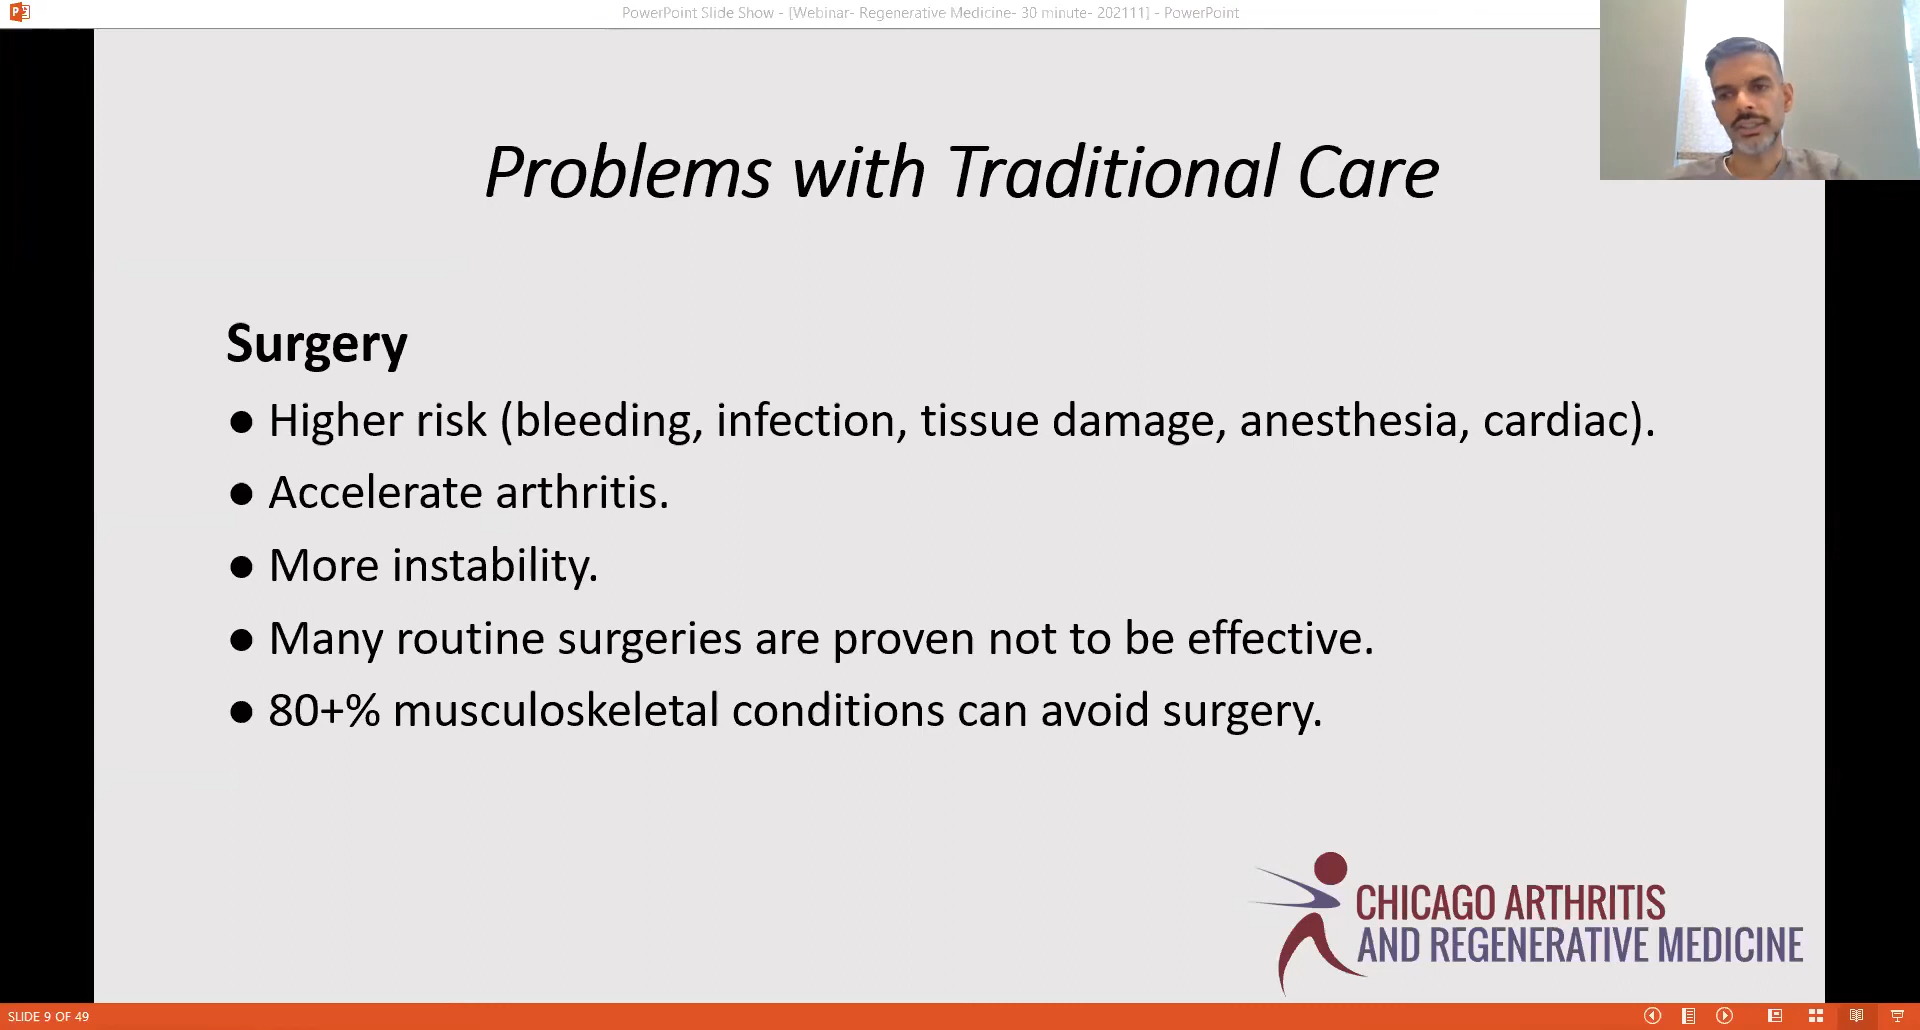 PowerPoint Slide Show - [Webinar- Regenerative Medicine- 30 minute- 202111] - PowerPoint
Problems with Traditional Care
Surgery
● Higher risk (bleeding, infection, tissue damage, anesthesia, cardiac).
● Accelerate arthritis.
● More instability.
● Many routine surgeries are proven not to be effective.
● 80+% musculoskeletal conditions can avoid surgery.
CHICAGO ARTHRITIS
AND REGENERATIVE MEDICINE
SLIDE 9 OF 49